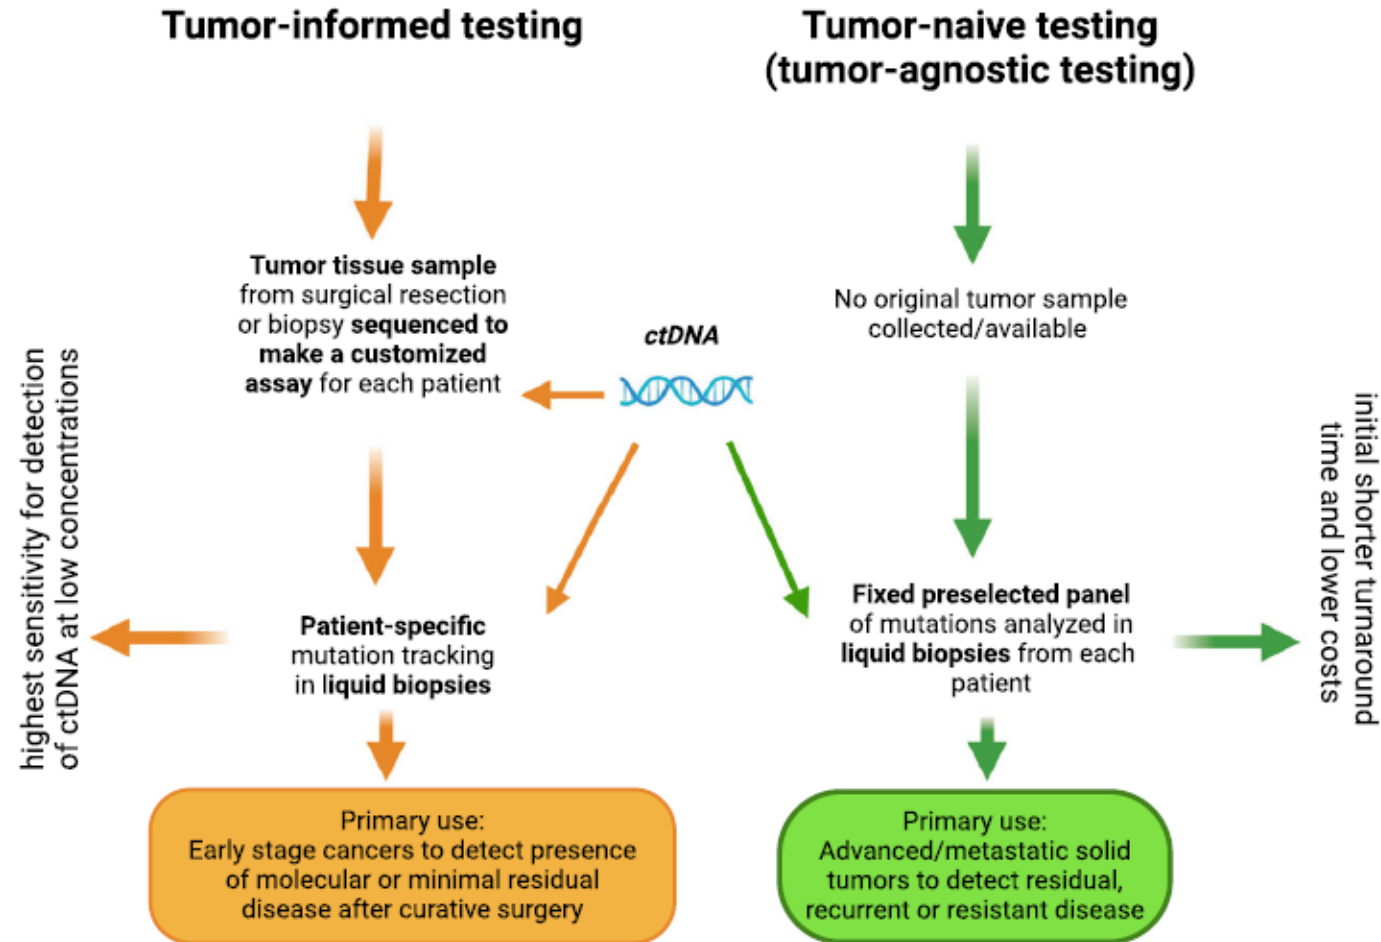 Tumor-informed testing
Tumor-naive testing
(tumor-agnostic testing)
Tumor tissue sample
from surgical resection
or biopsy sequenced to
make a customized
assay for each patient
ctDNA
No original tumor sample
collected/available
highest sensitivity for detection
of ctDNA at low concentrations
Patient-specific
mutation tracking
in liquid biopsies
Fixed preselected panel
of mutations analyzed in
liquid biopsies from each
patient
initial shorter turnaround
time and lower costs
Primary use:
Early stage cancers to detect presence
of molecular or minimal residual
disease after curative surgery
Primary use:
Advanced/metastatic solid
tumors to detect residual,
recurrent or resistant disease